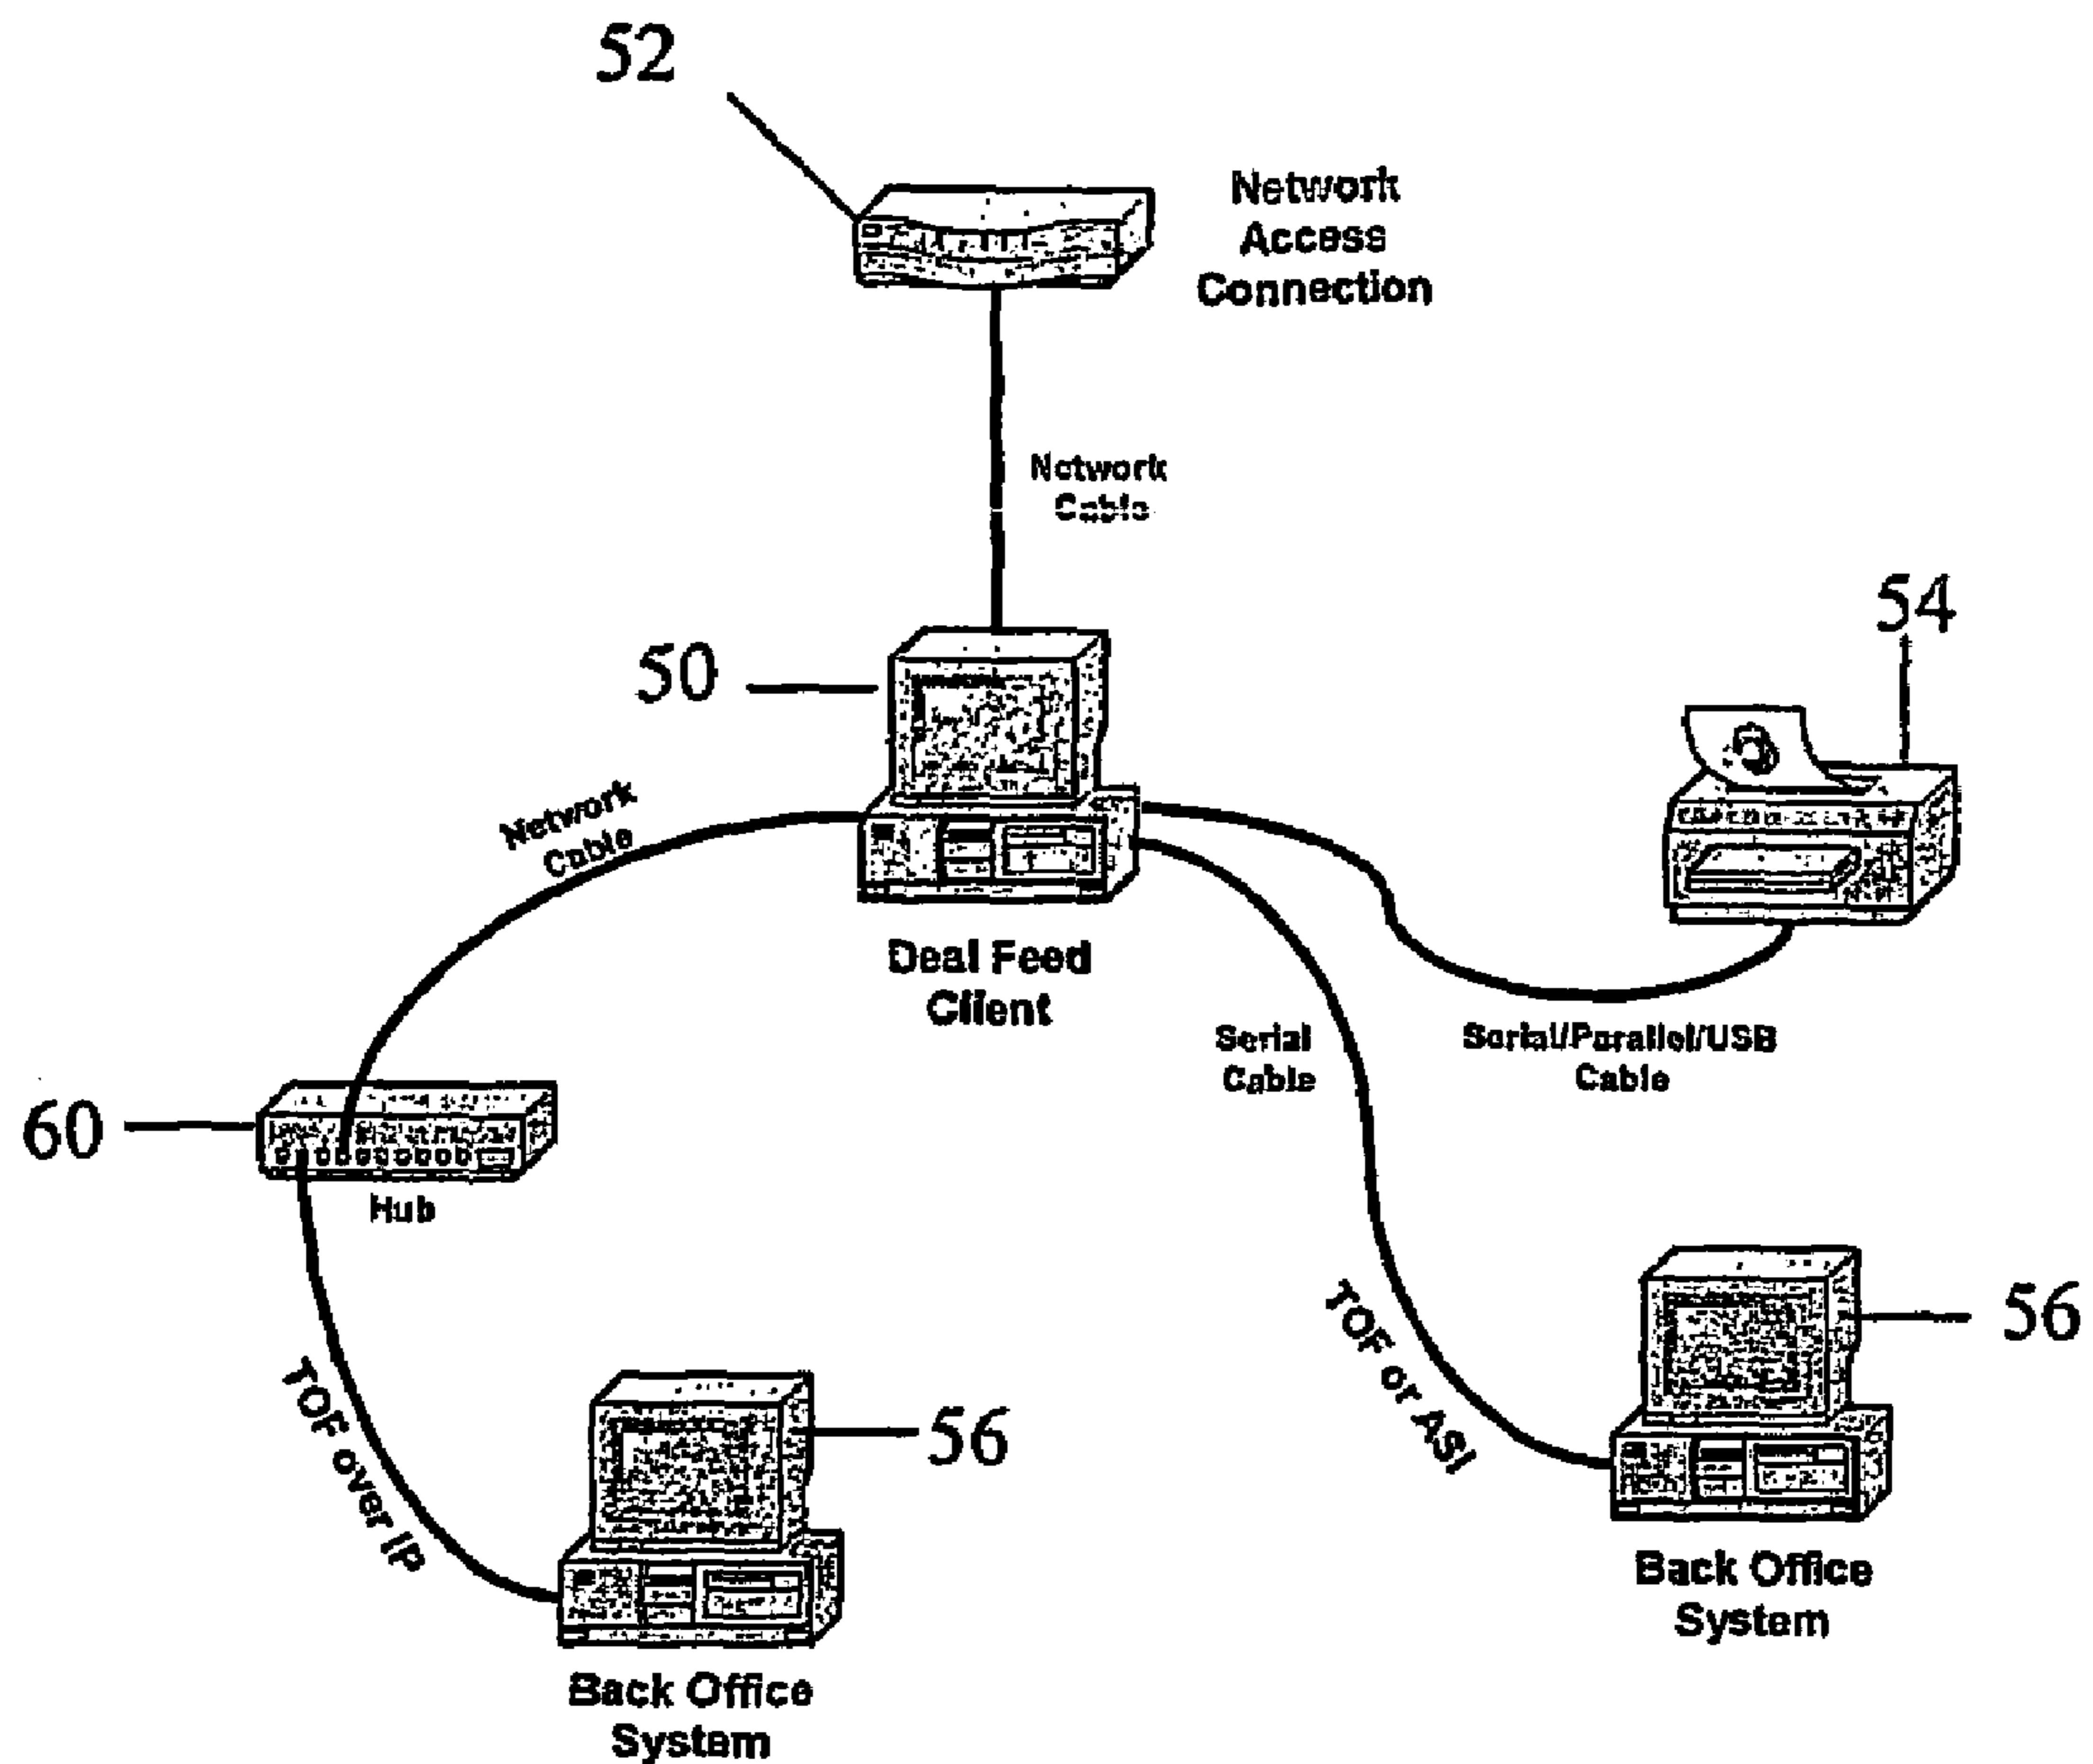 52
Network
Access
Connection
Network
Cable
50
54
Network
Cable
Deal Feed
Client
Serial
Cable
Serial/Parallel/USB
Cable
60
Hub
TOF over IP
TOF or ASI
56
56
Back Office
System
Back Office
System